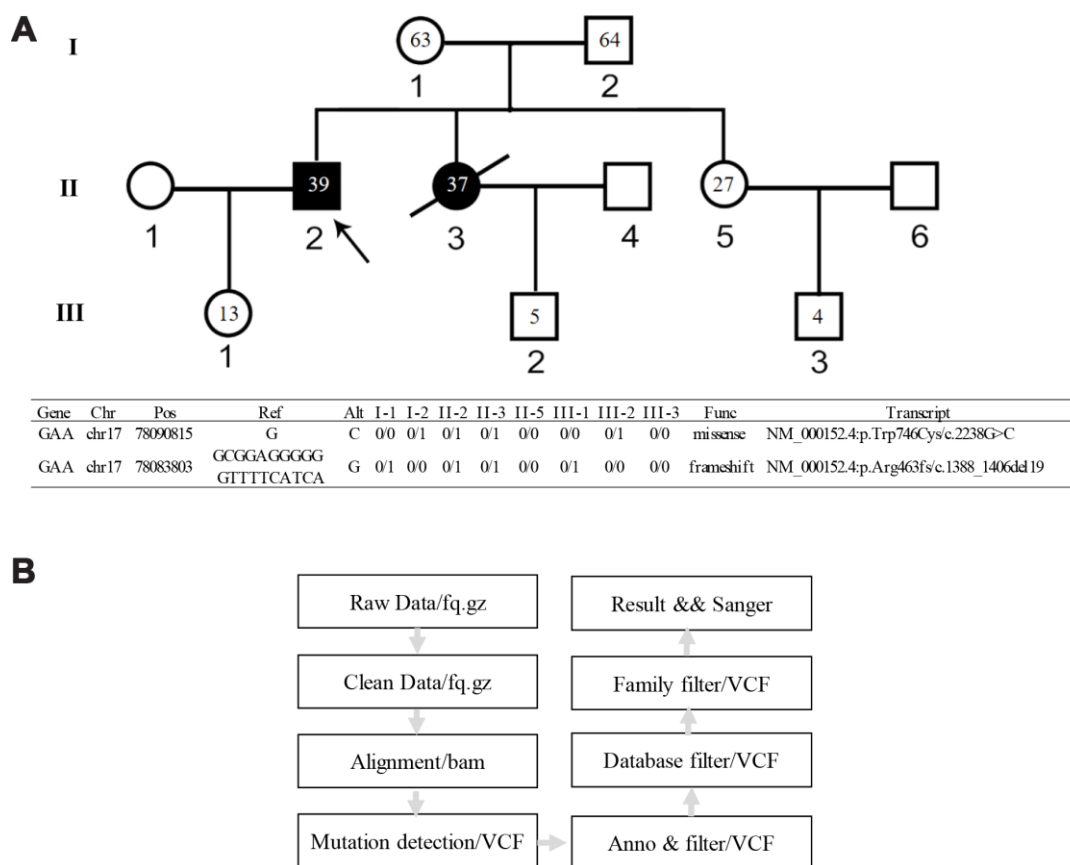 A
I
63
64
1
2
II
39
37
27
1
2
3
4
5
6
III
13
5
4
1
2
3
Gene Chr Pos Ref Alt I-1 I-2 II-2 II-3 II-5 III-1 III-2 III-3 Func Transcript
GAA chr17 78090815 G C 0/0 0/1 0/1 0/1 0/0 0/0 0/1 0/0 missense NM_000152.4:p.Trp746Cys/c.2238G>C
GAA chr17 78083803 GCGGAGGGGG G 0/1 0/0 0/1 0/1 0/0 0/1 0/0 0/0 frameshift NM_000152.4:p.Arg463fs/c.1388_1406del19
GTTTTCATCA
B
Raw Data/fq.gz
Clean Data/fq.gz
Alignment/bam
Mutation detection/VCF
Anno & filter/VCF
Database filter/VCF
Family filter/VCF
Result && Sanger